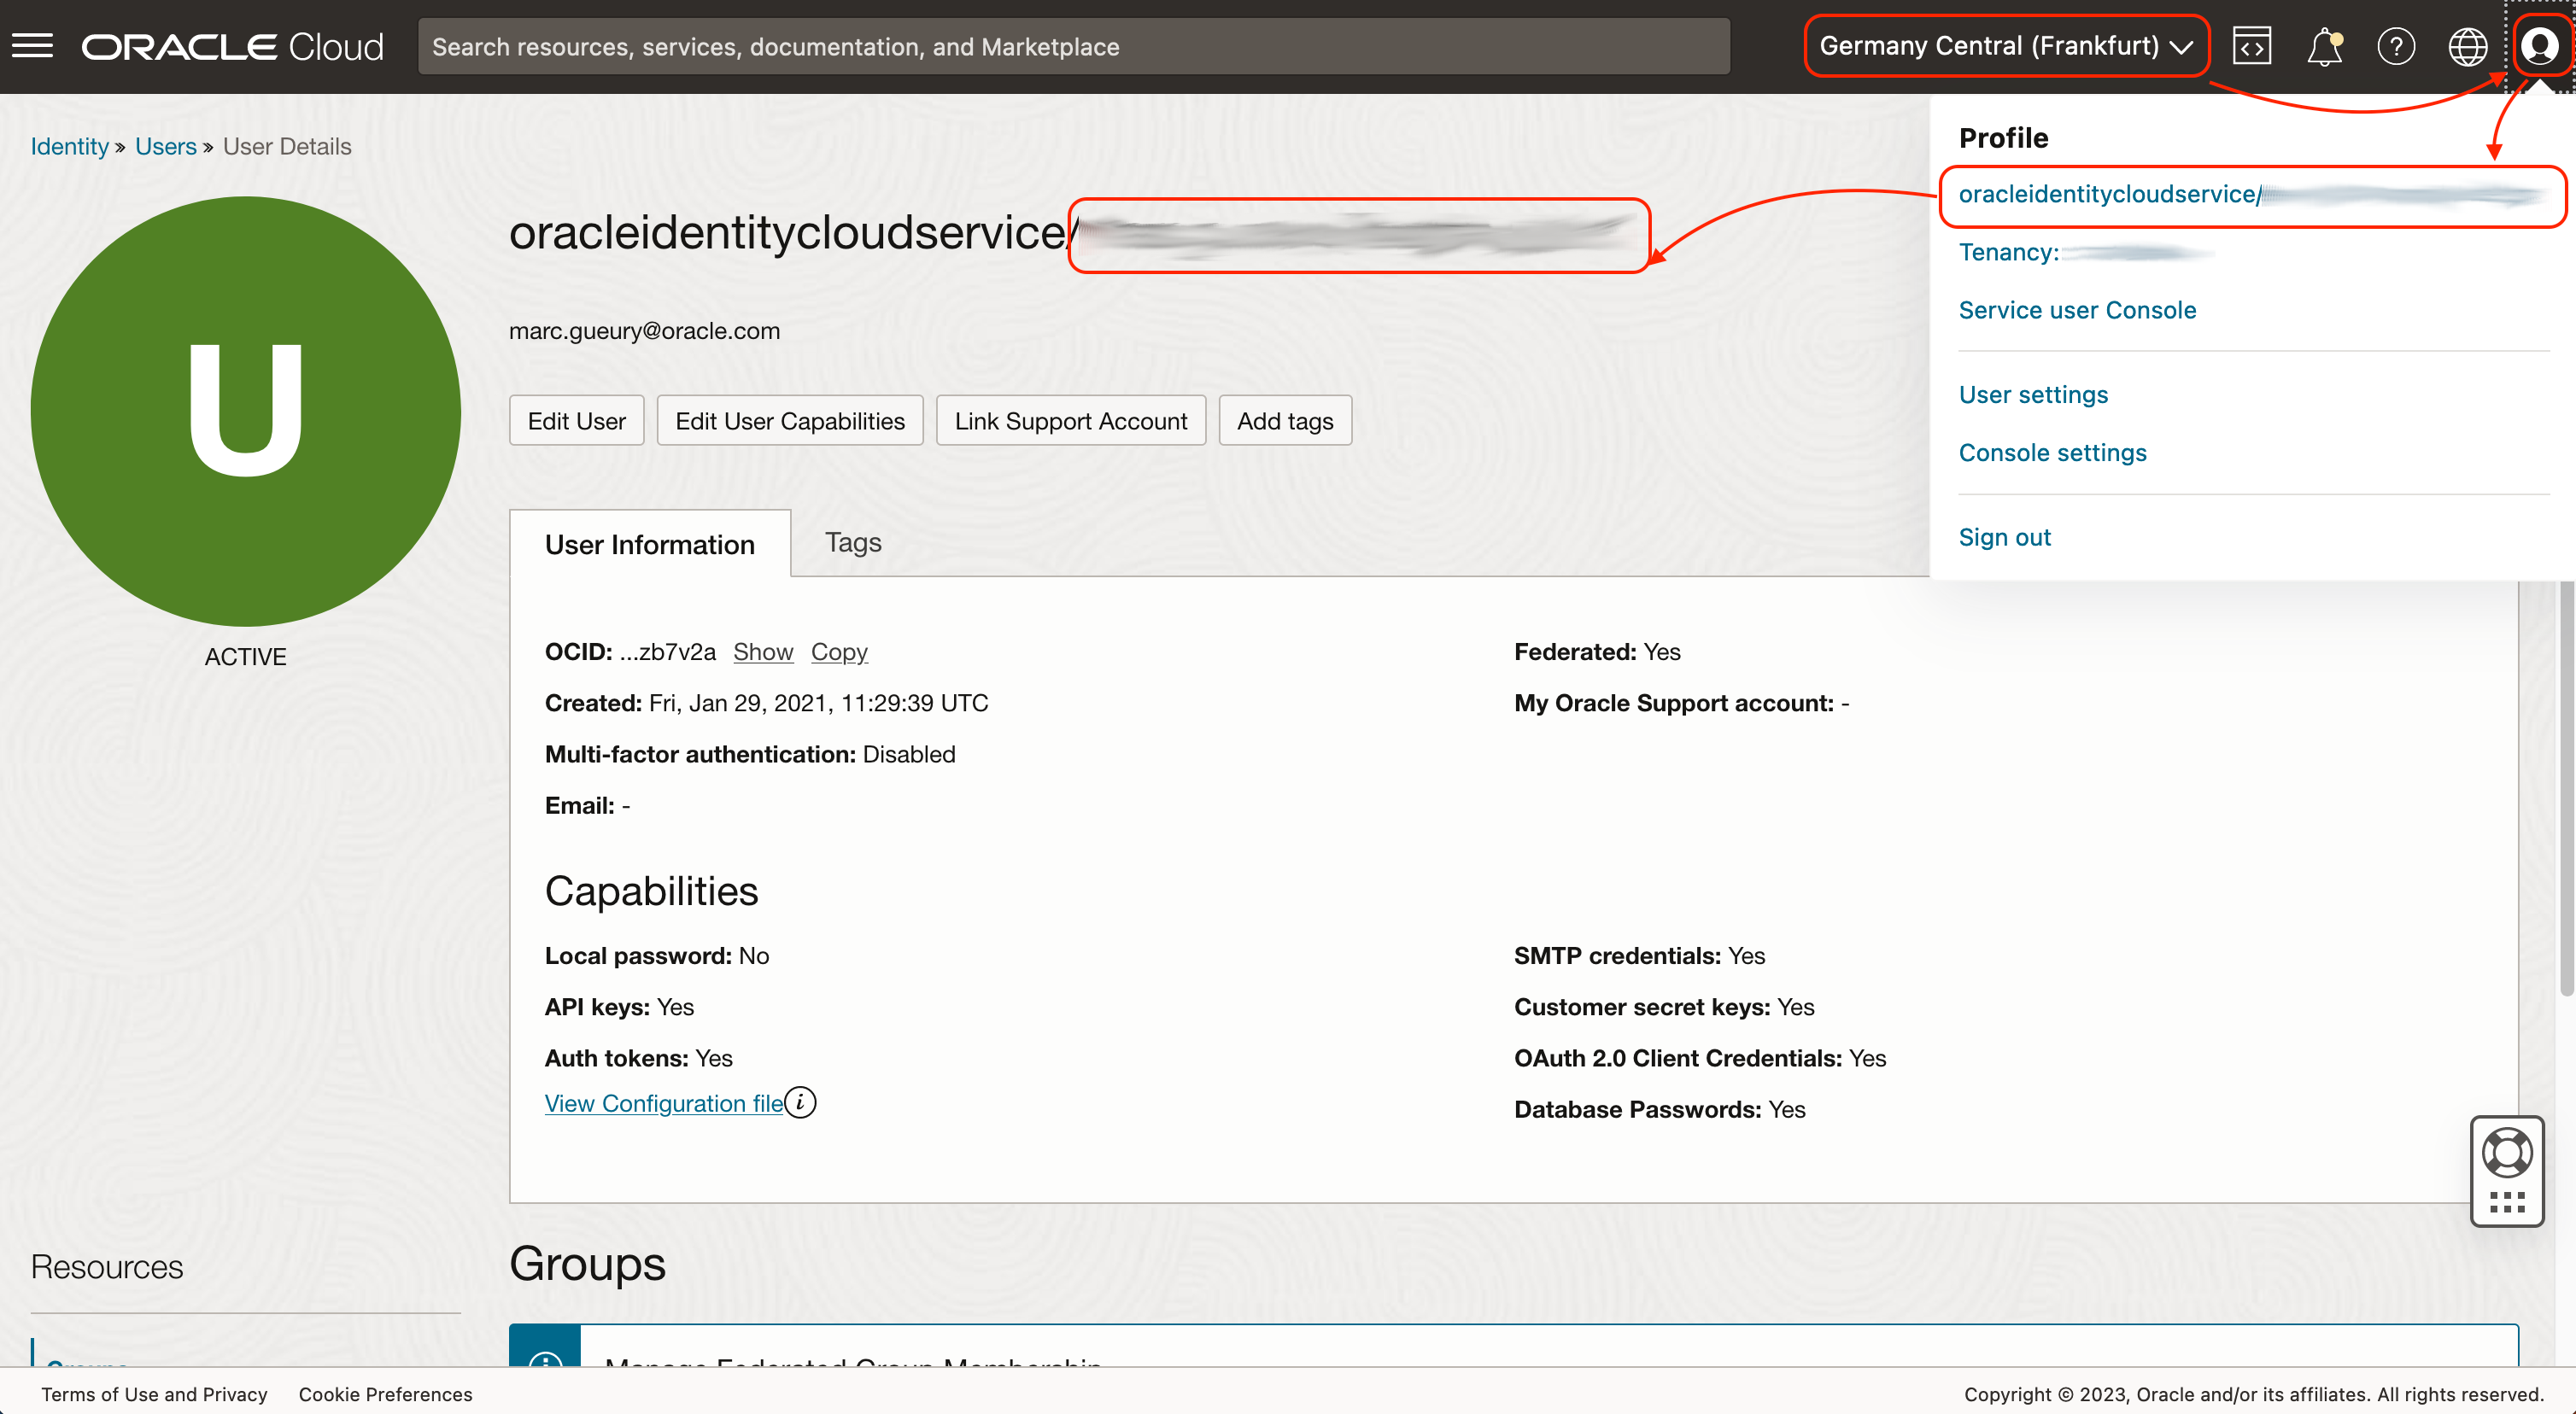 ORACLE Cloud
Search resources, services, documentation, and Marketplace
Germany Central (Frankfurt)
Identity » Users » User Details
Profile
oracleidentitycloudservice/
Tenancy:
Service user Console
User settings
Console settings
Sign out
U
ACTIVE
oracleidentitycloudservice/
marc.gueury@oracle.com
Edit User
Edit User Capabilities
Link Support Account
Add tags
User Information
Tags
OCID: ...zb7v2a Show Copy
Created: Fri, Jan 29, 2021, 11:29:39 UTC
Multi-factor authentication: Disabled
Email: -
Federated: Yes
My Oracle Support account: -
Capabilities
Local password: No
API keys: Yes
Auth tokens: Yes
View Configuration file
SMTP credentials: Yes
Customer secret keys: Yes
OAuth 2.0 Client Credentials: Yes
Database Passwords: Yes
Resources
Groups
Groups
Manage Federated Group Membership
Terms of Use and Privacy
Cookie Preferences
Copyright © 2023, Oracle and/or its affiliates. All rights reserved.